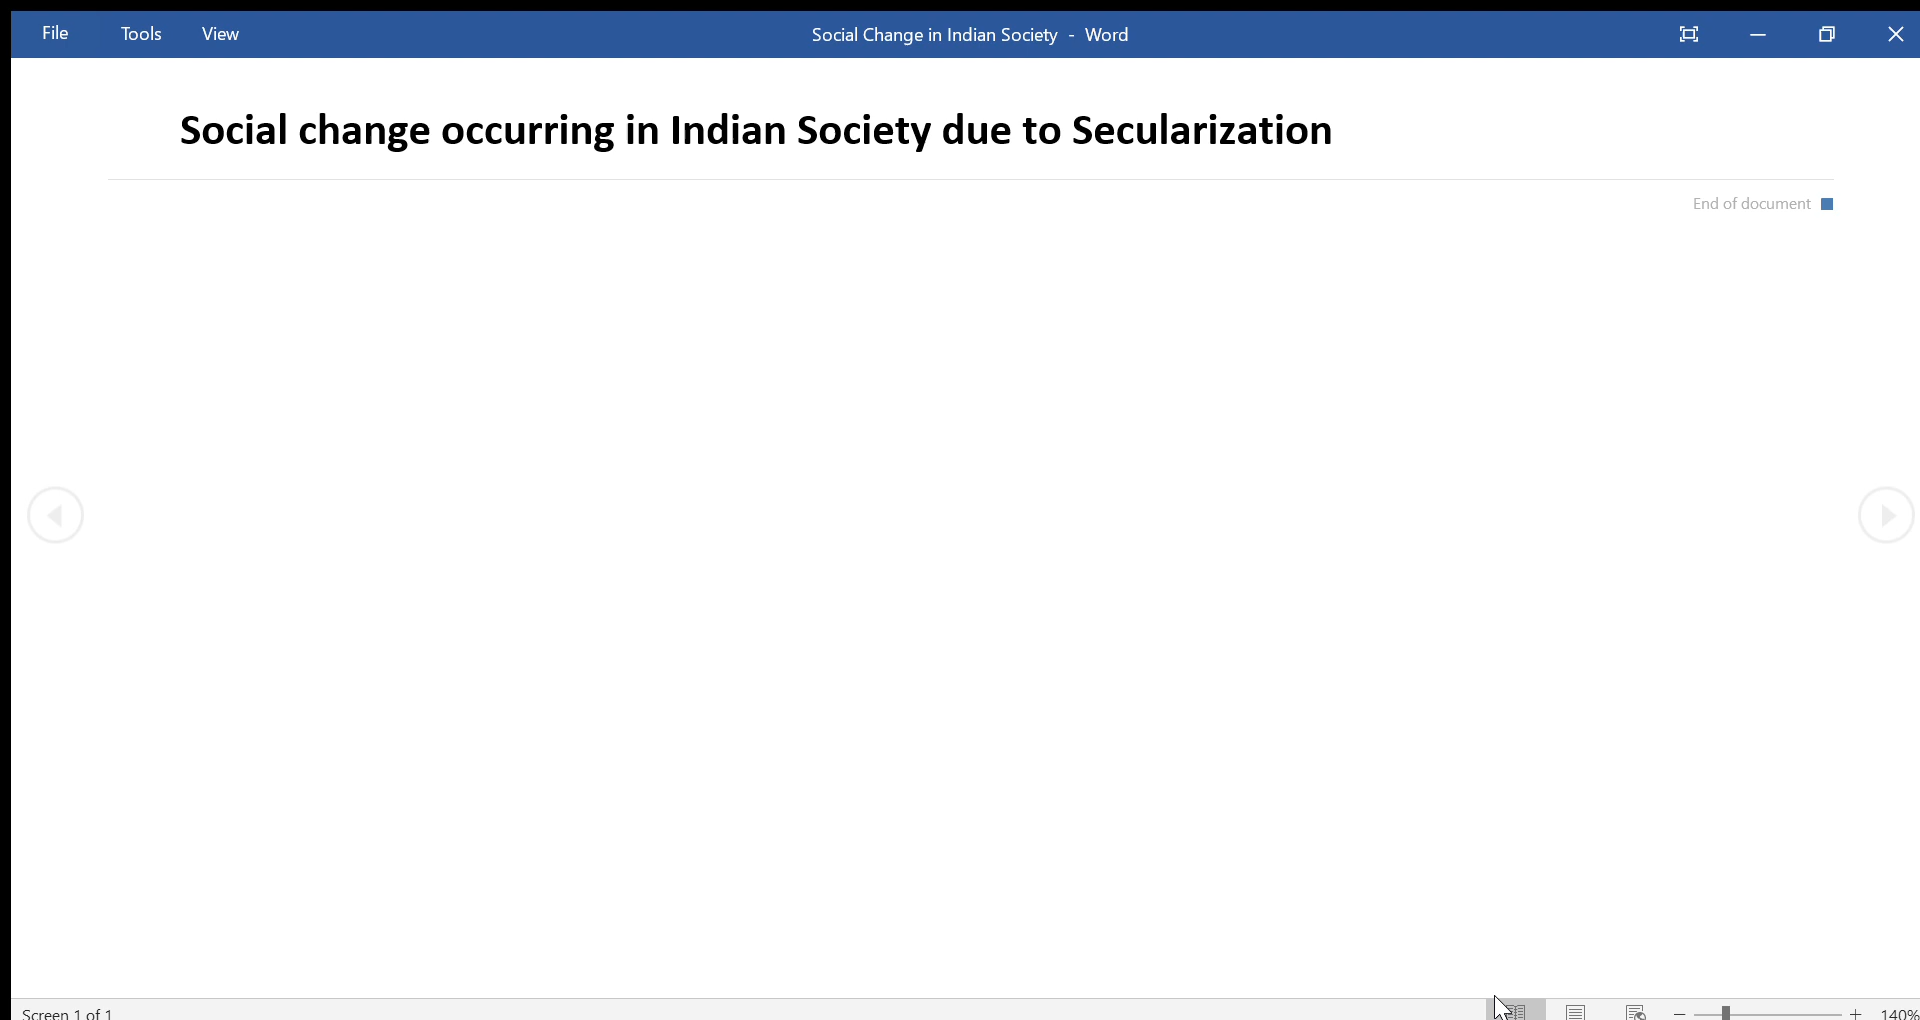 File Tools View Social Change in Indian Society - Word
Social change occurring in Indian Society due to Secularization
End of document
Screen 1 of 1 140%